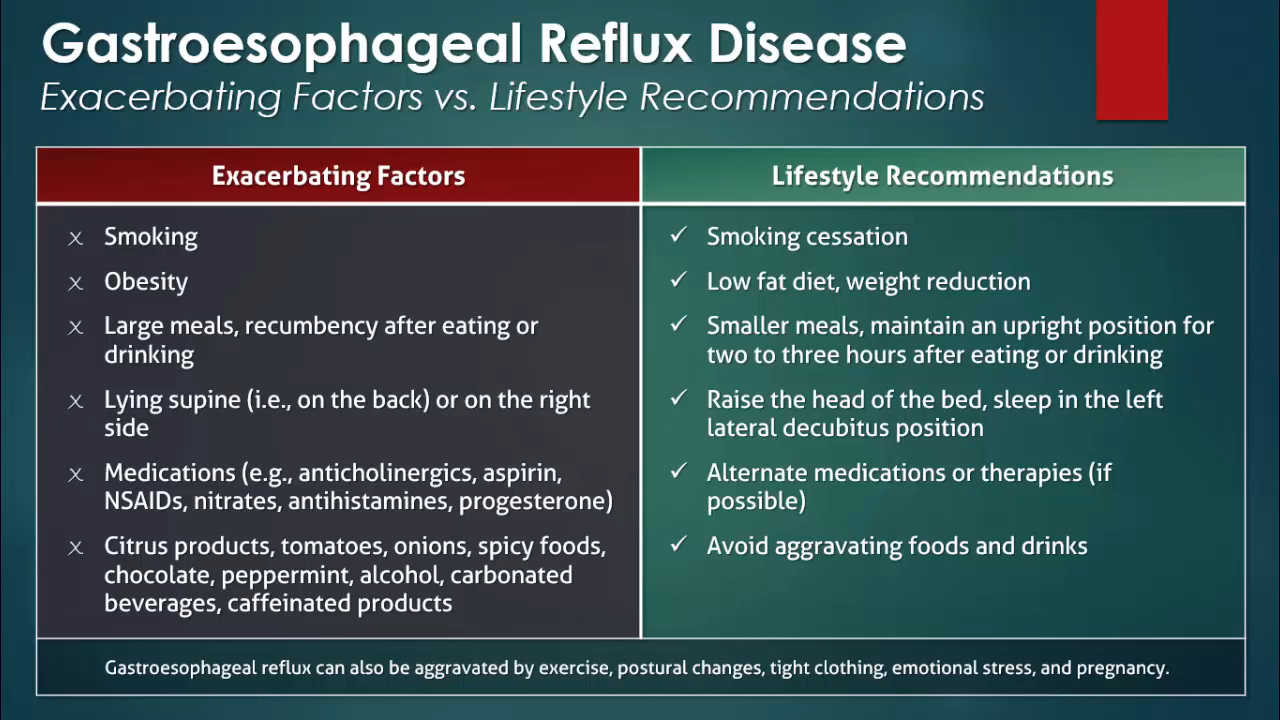 Gastroesophageal Reflux Disease
Exacerbating Factors vs. Lifestyle Recommendations
Exacerbating Factors
x Smoking
x Obesity
x Large meals, recumbency after eating or
drinking
x Lying supine (i.e., on the back) or on the right
side
x Medications (e.g., anticholinergics, aspirin,
NSAIDs, nitrates, antihistamines, progesterone)
x Citrus products, tomatoes, onions, spicy foods,
chocolate, peppermint, alcohol, carbonated
beverages, caffeinated products
Lifestyle Recommendations
✓ Smoking cessation
✓ Low fat diet, weight reduction
✓ Smaller meals, maintain an upright position for
two to three hours after eating or drinking
✓ Raise the head of the bed, sleep in the left
lateral decubitus position
✓ Alternate medications or therapies (if
possible)
✓ Avoid aggravating foods and drinks
Gastroesophageal reflux can also be aggravated by exercise, postural changes, tight clothing, emotional stress, and pregnancy.